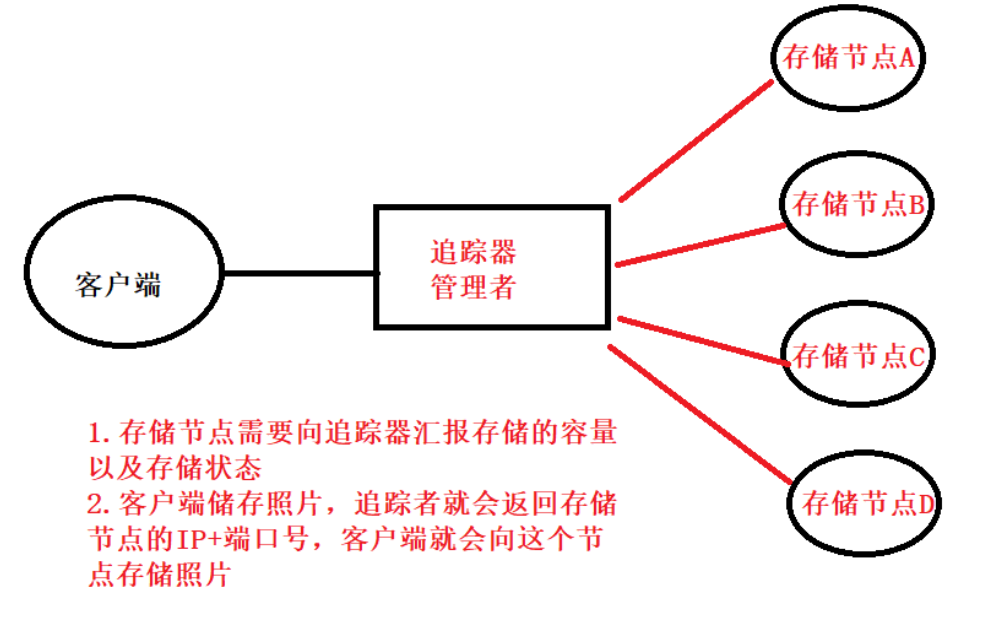 存储节点A
存储节点B
追踪器
管理者
客户端
存储节点C
1.存储节点需要向追踪器汇报存储的容量
以及存储状态
2.客户端储存照片，追踪者就会返回存储
节点的IP+端口号，客户端就会向这个节
点存储照片
存储节点D